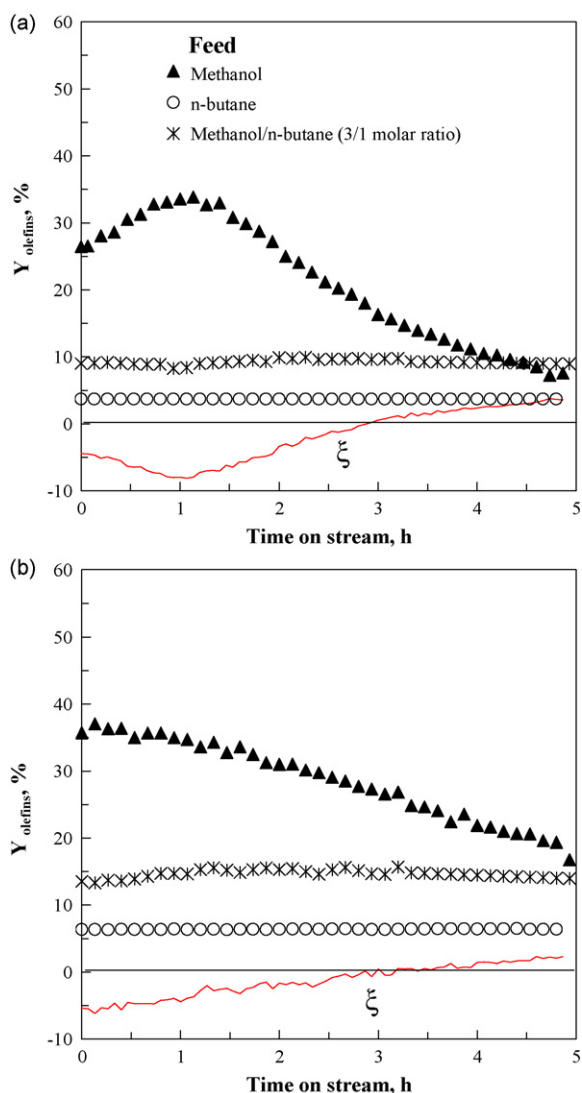 (a)
60
50
40
30
20
10
0
-10
Y olefins, %
Feed
Methanol
n-butane
Methanol/n-butane (3/1 molar ratio)
ξ
0 1 2 3 4 5
Time on stream, h
(b)
60
50
40
30
20
10
0
-10
Y olefins, %
ξ
0 1 2 3 4 5
Time on stream, h